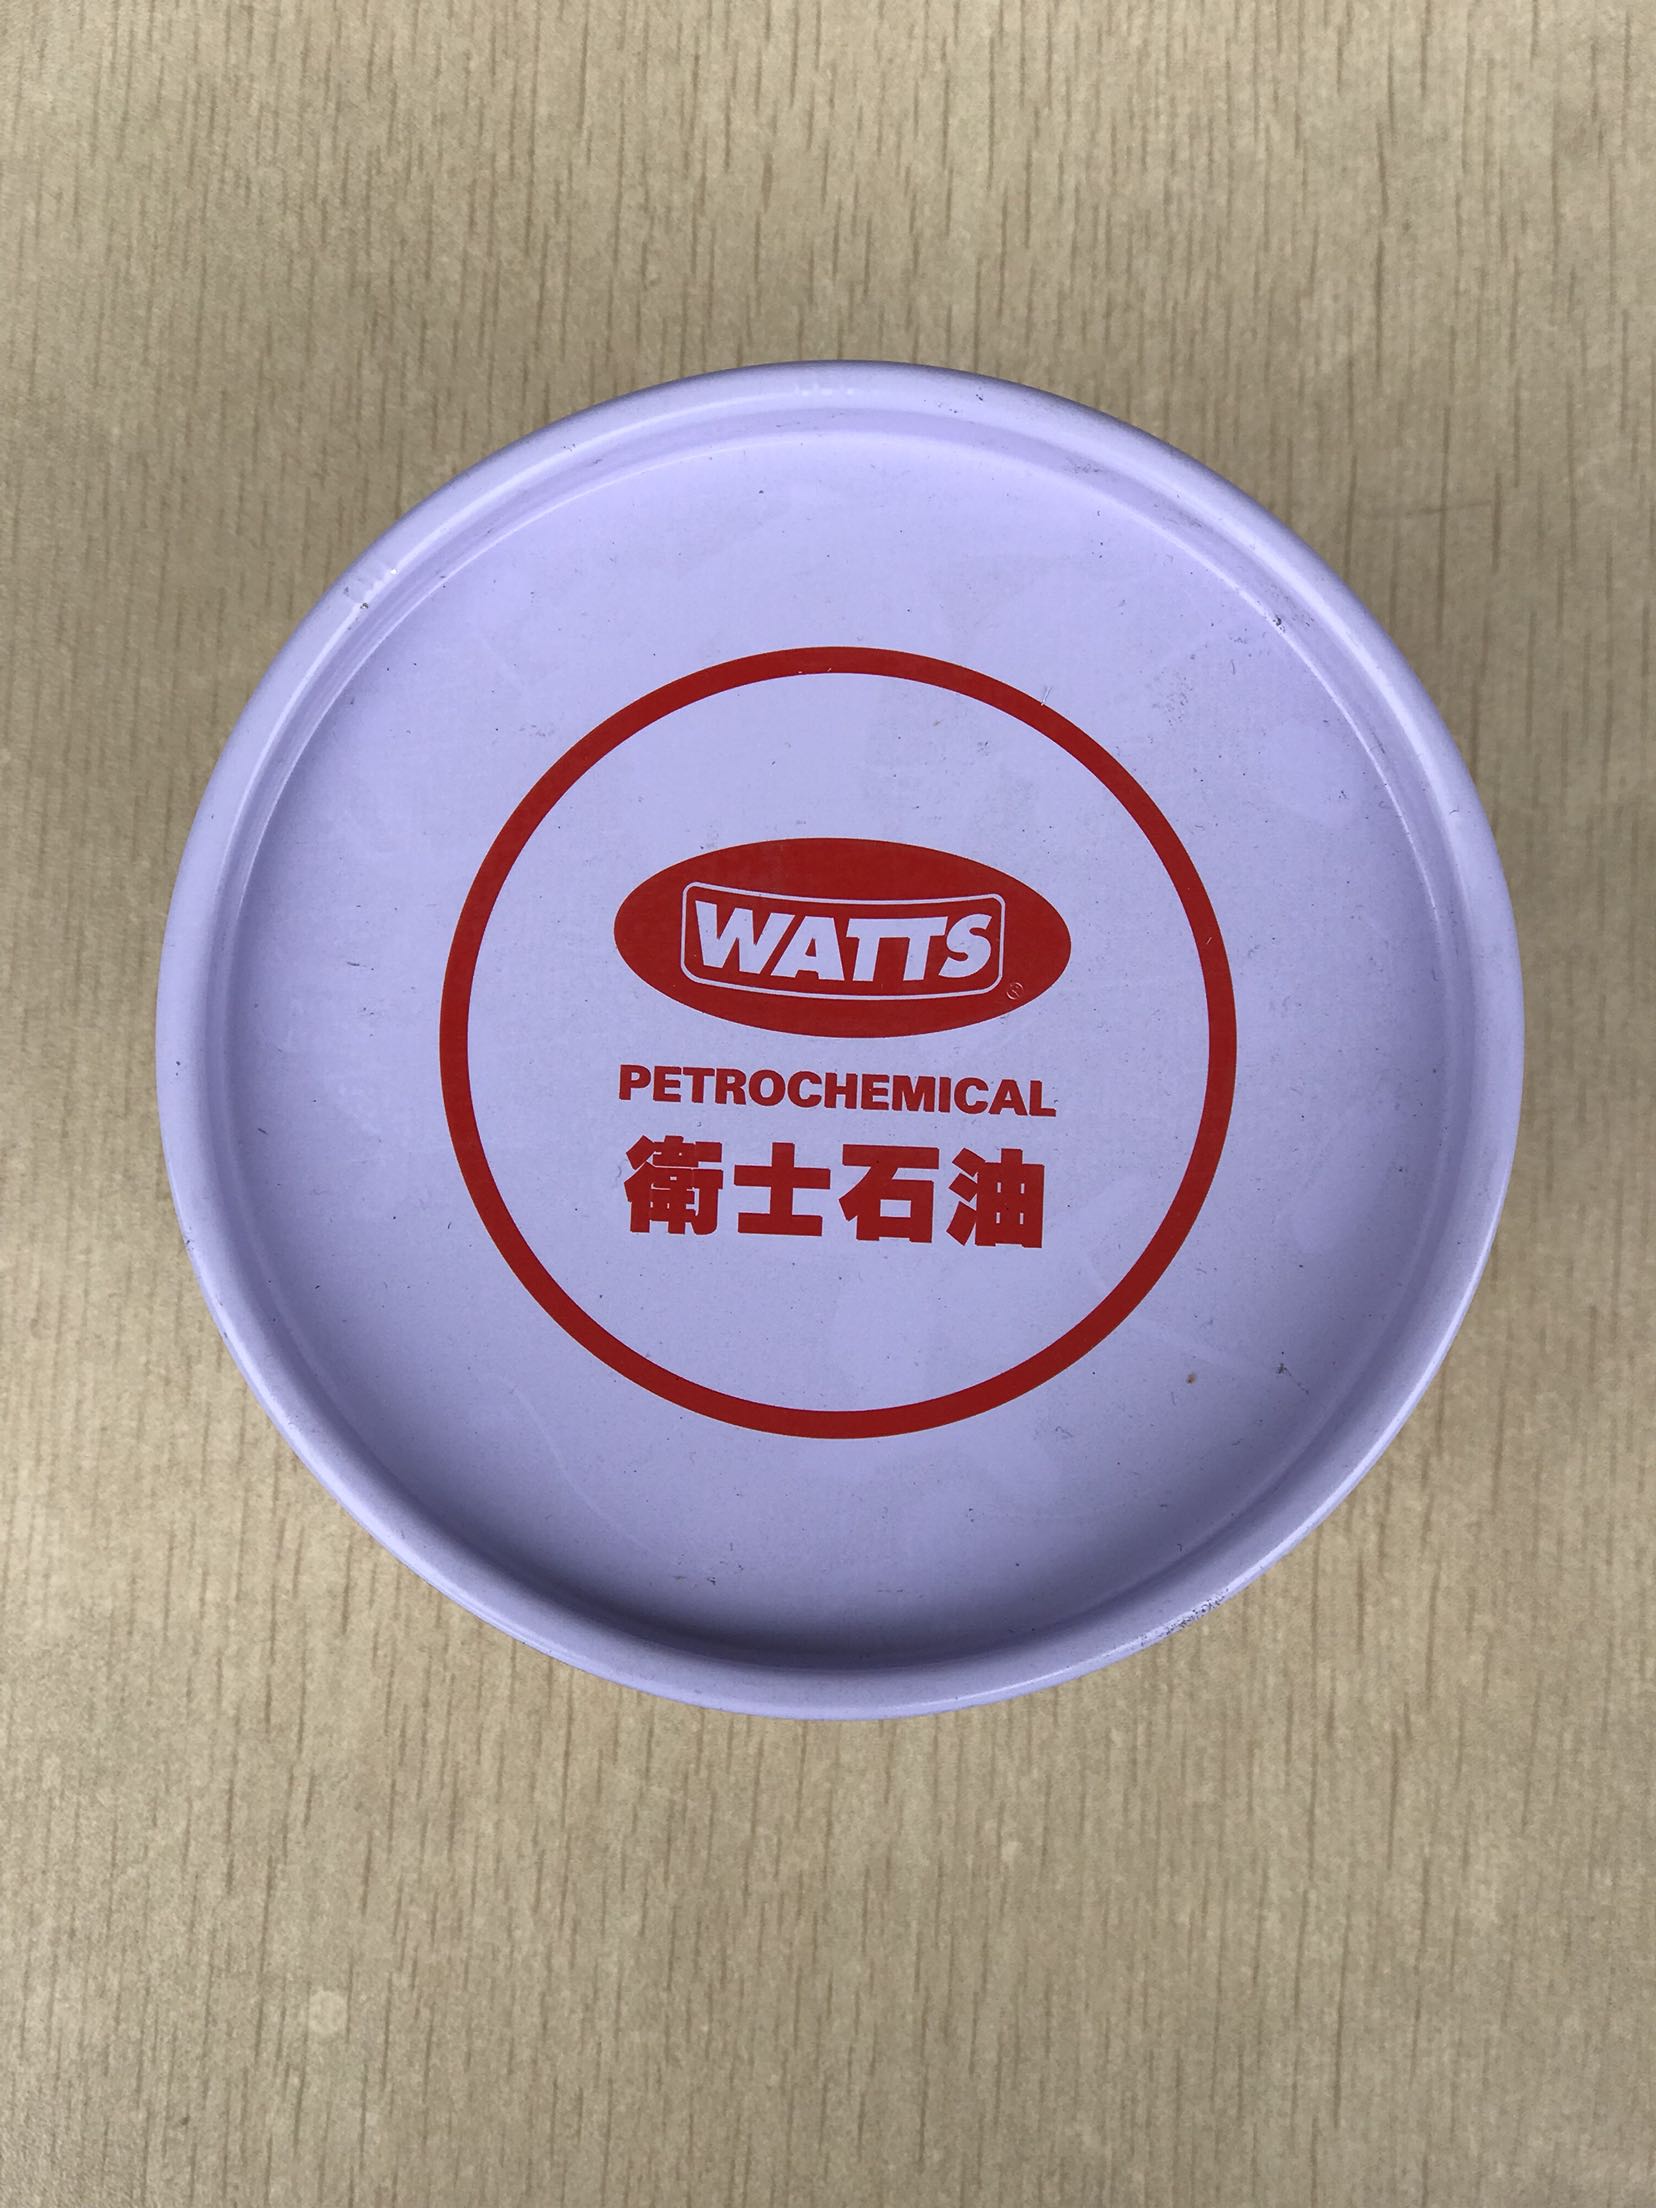 WATTS
®
PETROCHEMICAL
衛士石油